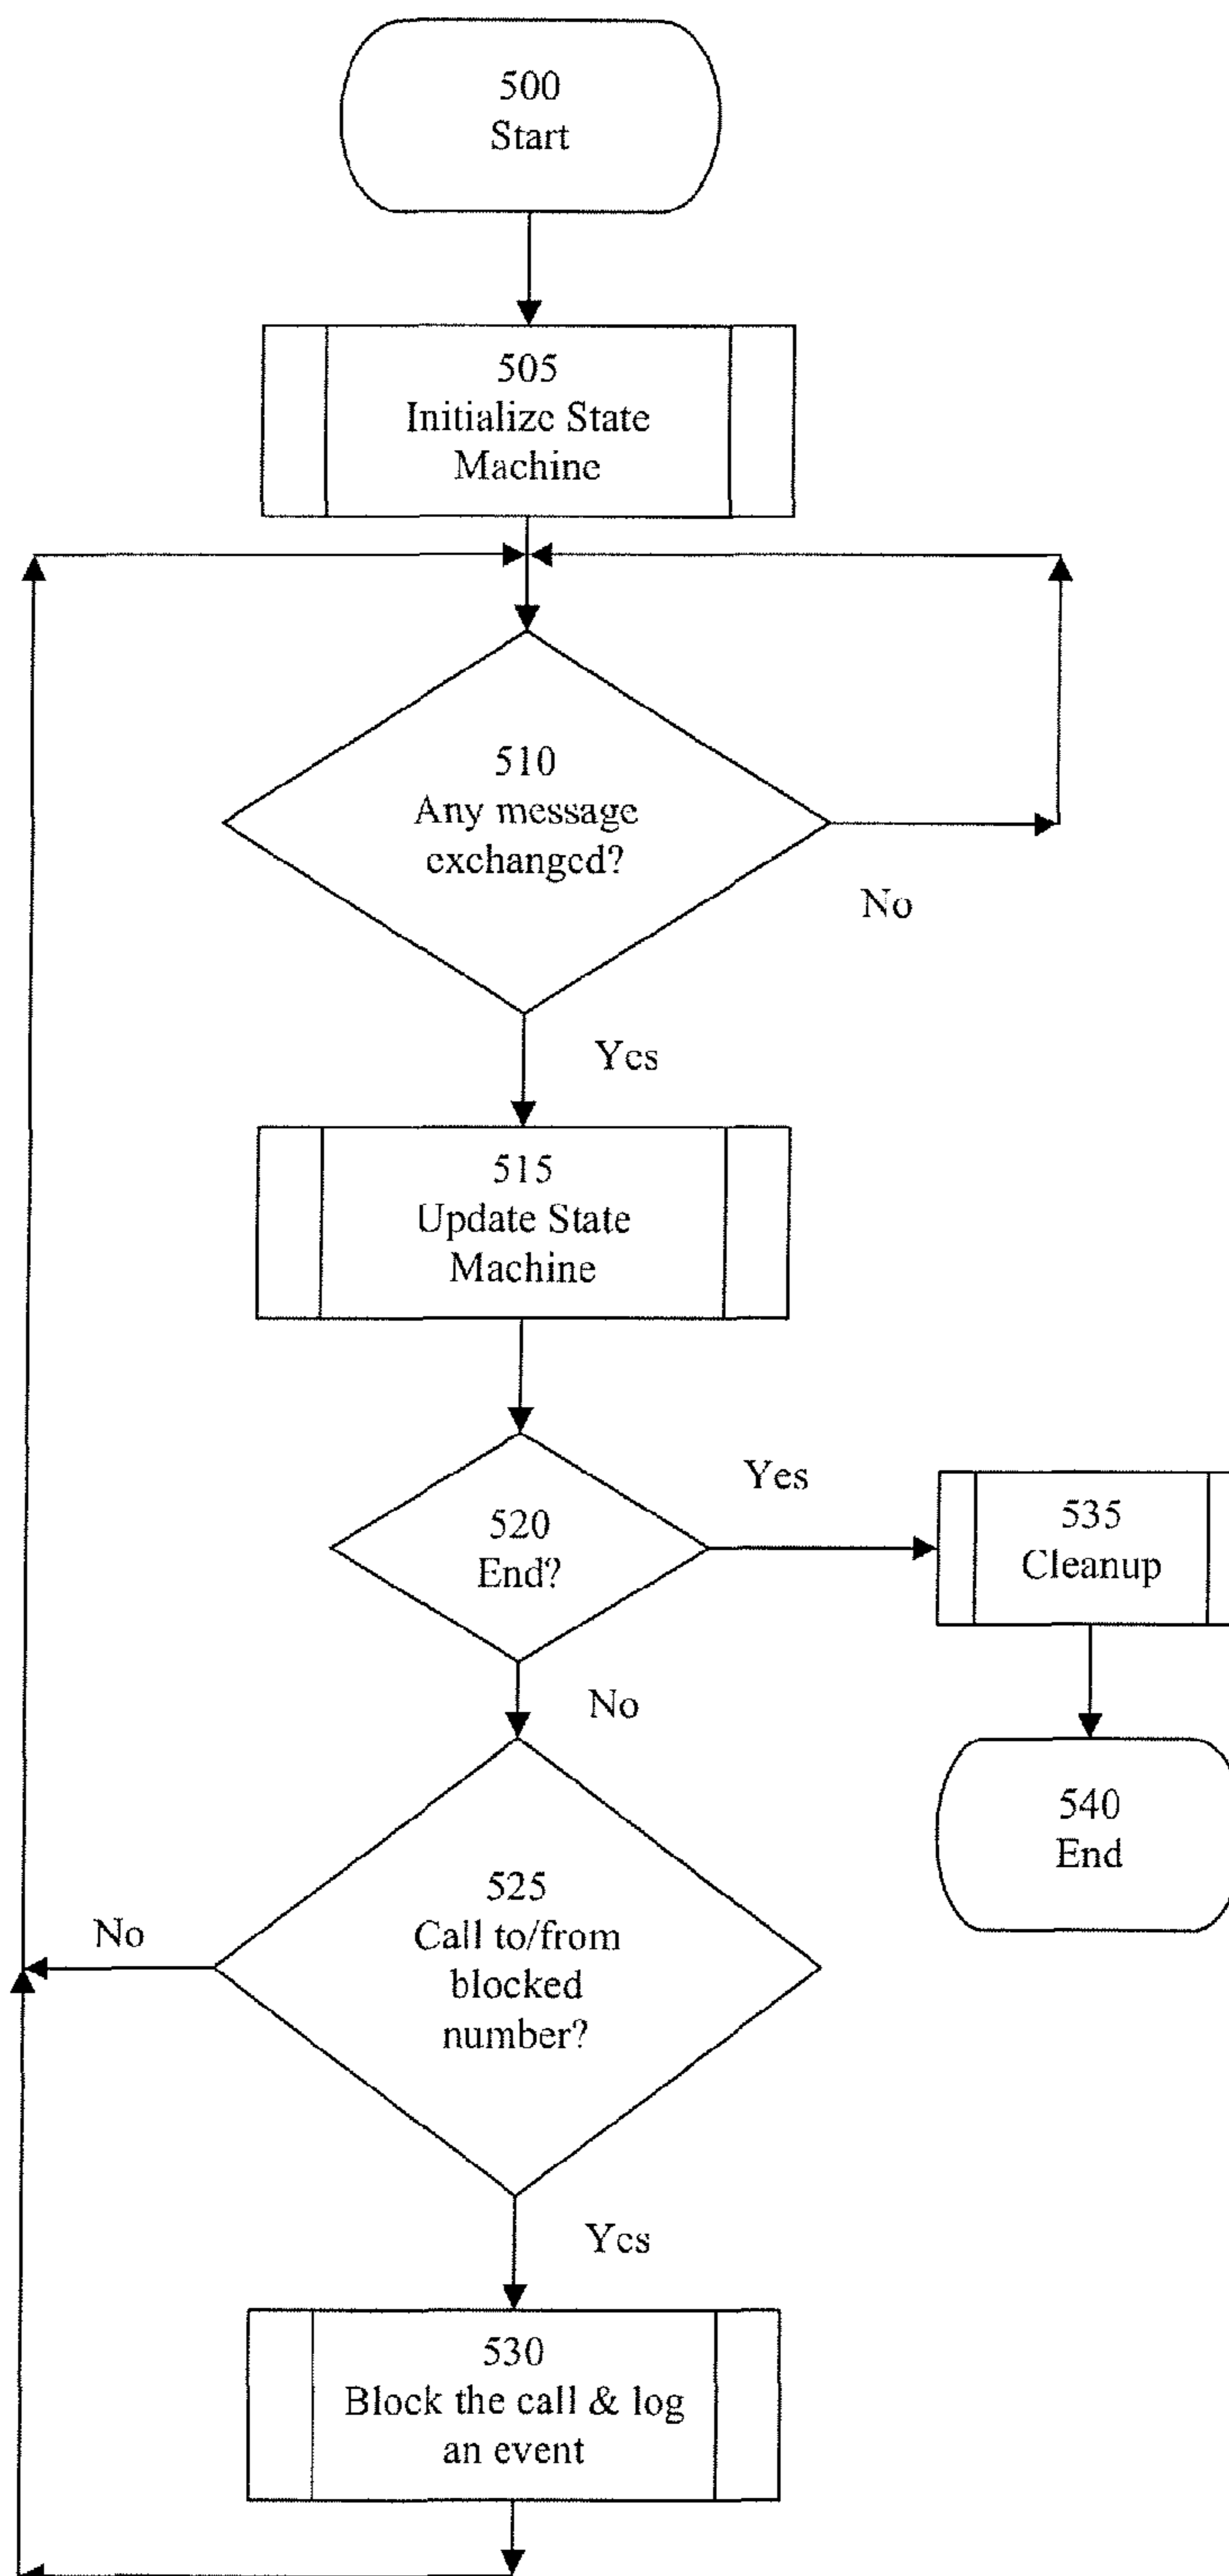 500
Start
505
Initialize State
Machine
510
Any message
exchanged?
No
Yes
515
Update State
Machine
520
End?
Yes
535
Cleanup
No
540
End
525
Call to/from
blocked
number?
No
Yes
530
Block the call & log
an event